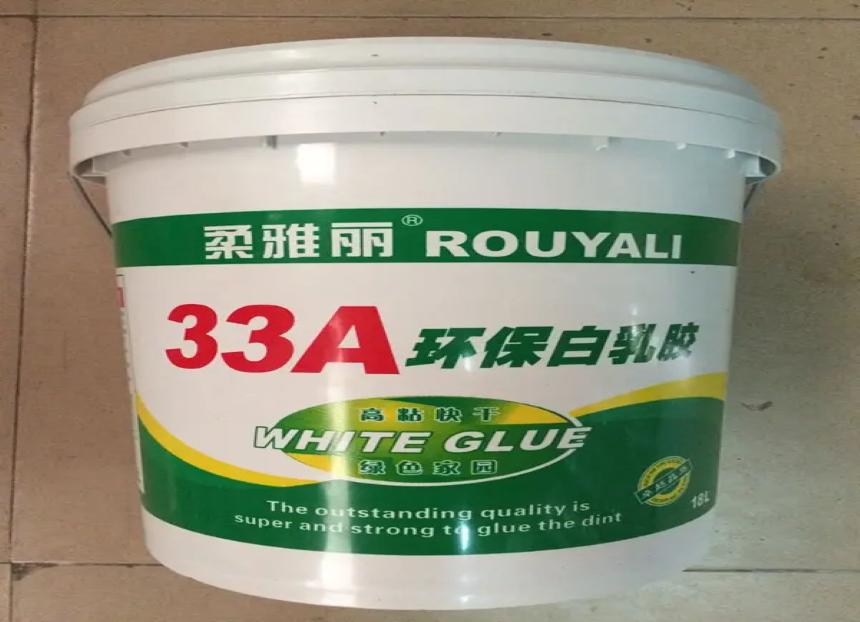 柔雅丽® ROUYALI
33A 环保白乳胶
高粘快干
WHITE GLUE
绿色家园
The outstanding quality is
super and strong to glue the dint
18L